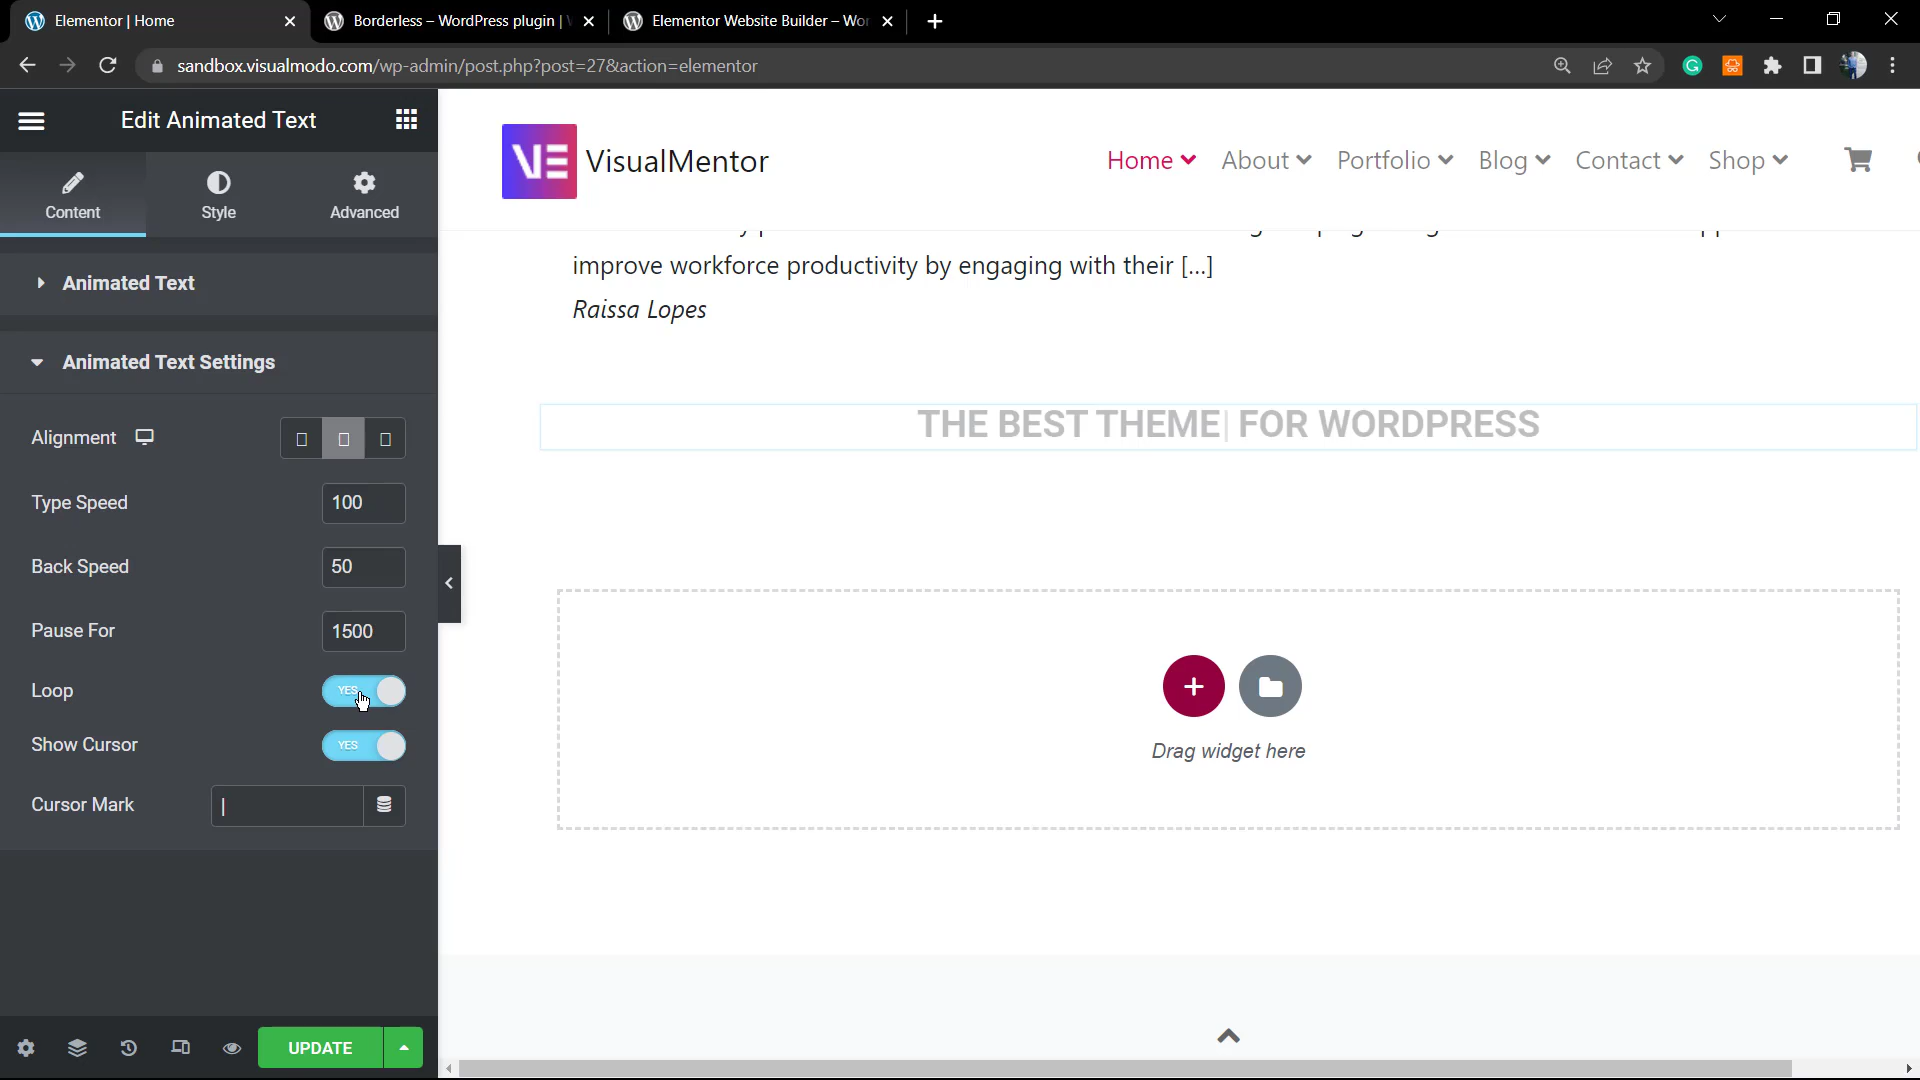 Elementor | Home
Borderless – WordPress plugin |
Elementor Website Builder – Wor
sandbox.visualmodo.com/wp-admin/post.php?post=27&action=elementor
Edit Animated Text
Content
Style
Advanced
Animated Text
Animated Text Settings
Alignment
Type Speed
100
Back Speed
50
Pause For
1500
Loop
YES
Show Cursor
YES
Cursor Mark
|
UPDATE
VE
VisualMentor
Home
About
Portfolio
Blog
Contact
Shop
improve workforce productivity by engaging with their [...]
Raissa Lopes
THE BEST THEME| FOR WORDPRESS
Drag widget here